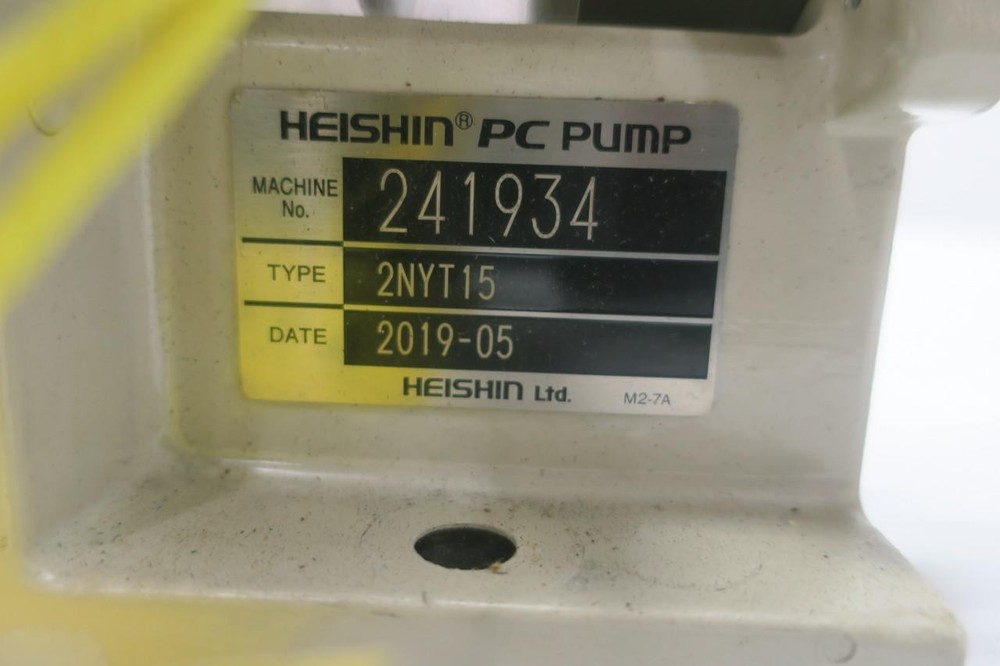 HEISHIN® PC PUMP
MACHINE No. 241934
TYPE 2NYT15
DATE 2019-05
HEISHIN Ltd. M2-7A